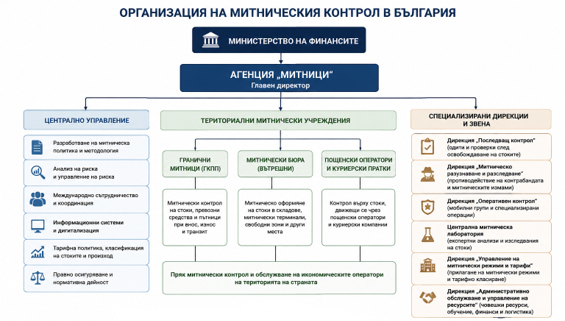 ОРГАНИЗАЦИЯ НА МИТНИЧЕСКИЯ КОНТРОЛ В БЪЛГАРИЯ
МИНИСТЕРСТВО НА ФИНАНСИТЕ
АГЕНЦИЯ „МИТНИЦИ“
Главен директор
ЦЕНТРАЛНО УПРАВЛЕНИЕ
Разработване на митническа
политика и методология
Анализ на риска
и управление на риска
Международно сътрудничество
и координация
Информационни системи
и дигитализация
Тарифна политика, класификация
на стоките и произход
Правно осигуряване и
нормативна дейност
ТЕРИТОРИАЛНИ МИТНИЧЕСКИ УЧРЕЖДЕНИЯ
ГРАНИЧНИ
МИТНИЦИ (ГКПП)
Митнически контрол
на стоки, превозни
средства и пътници
при внос, износ
и транзит
МИТНИЧЕСКИ БЮРА
(ВЪТРЕШНИ)
Митническо оформяне
на стоки в складове,
митнически терминали,
свободни зони и други
места
ПОЩЕНСКИ ОПЕРАТОРИ
И КУРИЕРСКИ ПРАТКИ
Контрол върху стоки,
движещи се чрез
пощенски оператори
и куриерски компании
Пряк митнически контрол и обслужване на икономическите оператори
на територията на страната
СПЕЦИАЛИЗИРАНИ ДИРЕКЦИИ
И ЗВЕНА
Дирекция „Последващ контрол“
(одити и проверки след
освобождаване на стоките)
Дирекция „Митническо
разузнаване и разследване“
(противодействие на контрабандата
и митническите измами)
Дирекция „Оперативен контрол“
(мобилни групи и специализирани
операции)
Централна митническа
лаборатория
(експертни анализи и изследвания
на стоки)
Дирекция „Управление на
митнически режими и тарифи“
(прилагане на митнически режими
и тарифно класиране)
Дирекция „Административно
обслужване и управление на
ресурсите“ (човешки ресурси,
обучение, финанси и логистика)